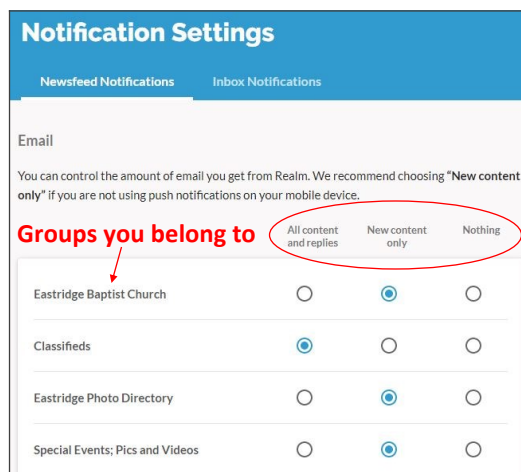 Notification Settings
Newsfeed Notifications Inbox Notifications
Email
You can control the amount of email you get from Realm. We recommend choosing “New content
only” if you are not using push notifications on your mobile device.
Groups you belong to
All content
and replies
New content
only
Nothing
Eastridge Baptist Church
Classifieds
Eastridge Photo Directory
Special Events; Pics and Videos